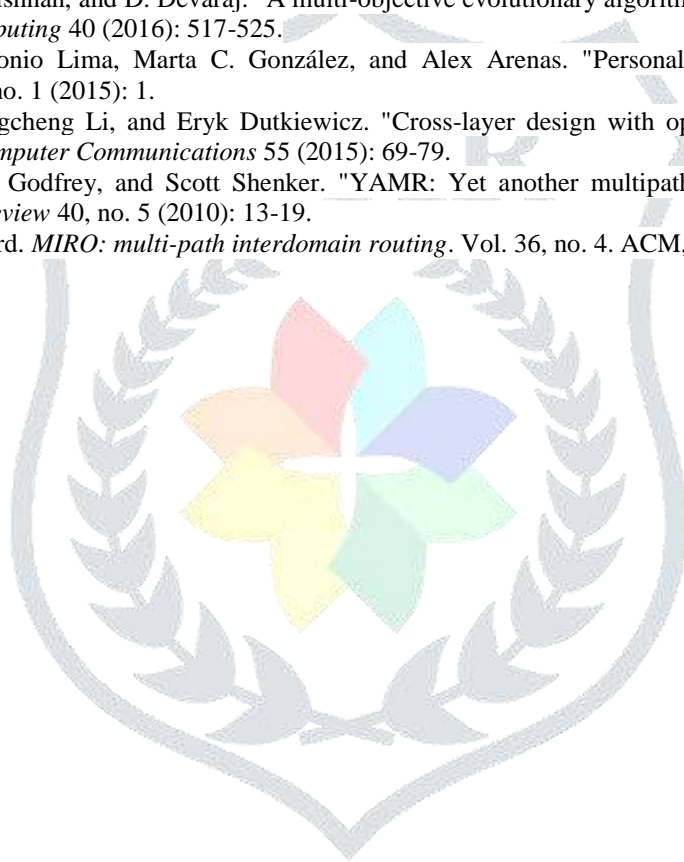 and D. Devaraj. "A multi-objective evolutionary algorith
puting 40 (2016): 517-525.
onio Lima, Marta C. González, and Alex Arenas. "Personal
no. 1 (2015): 1.
gcheng Li, and Eryk Dutkiewicz. "Cross-layer design with op
mputer Communications 55 (2015): 69-79.
Godfrey, and Scott Shenker. "YAMR: Yet another multipath
view 40, no. 5 (2010): 13-19.
rd. MIRO: multi-path interdomain routing. Vol. 36, no. 4. ACM,